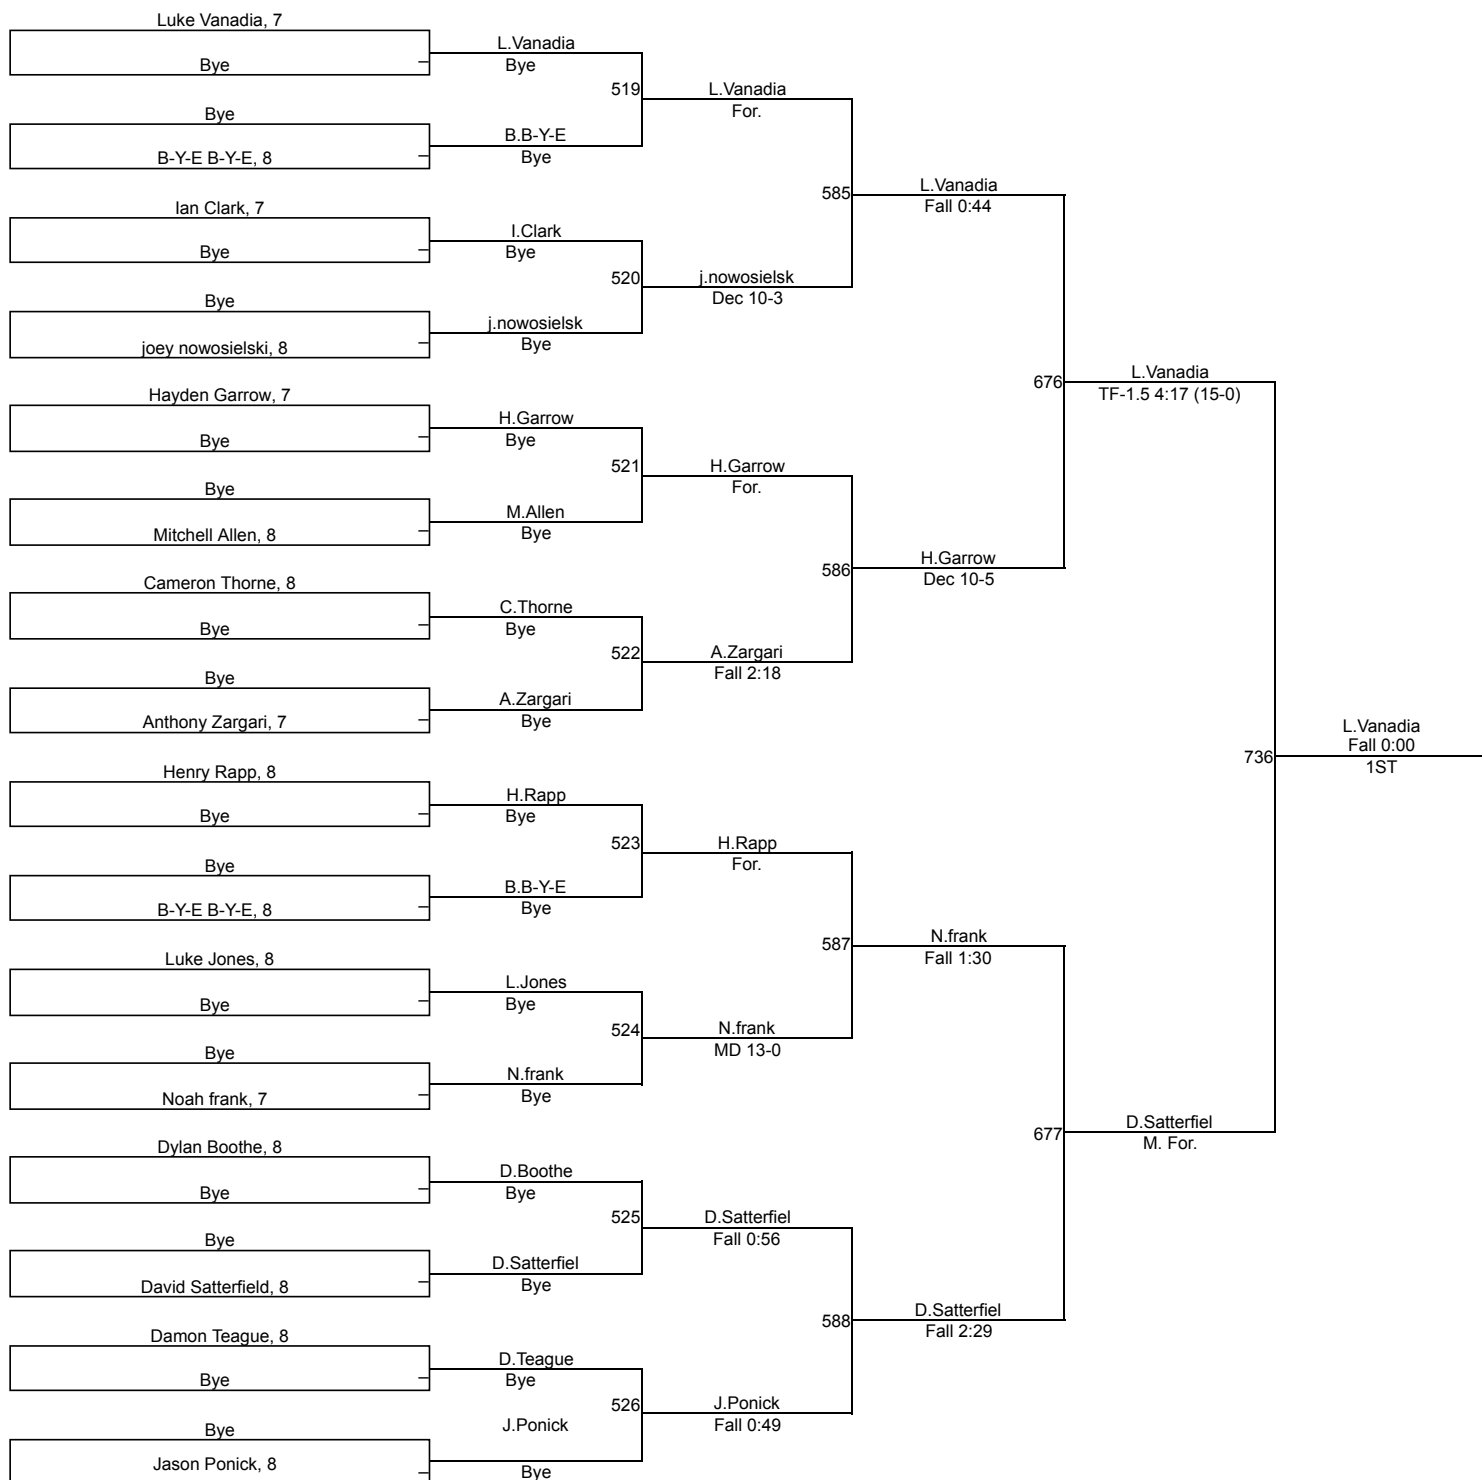 Luke Vanadia, 7
Bye
Bye
B-Y-E B-Y-E, 8
Ian Clark, 7
Bye
Bye
joey nowosielski, 8
Hayden Garrow, 7
Bye
Bye
Mitchell Allen, 8
Cameron Thorne, 8
Bye
Bye
Anthony Zargari, 7
Henry Rapp, 8
Bye
Bye
B-Y-E B-Y-E, 8
Luke Jones, 8
Bye
Bye
Noah frank, 7
Dylan Boothe, 8
Bye
Bye
David Satterfield, 8
Damon Teague, 8
Bye
Bye
Jason Ponick, 8
L.Vanadia
Bye
519
B.B-Y-E
Bye
I.Clark
Bye
520
j.nowosielsk
Bye
H.Garrow
Bye
521
M.Allen
Bye
C.Thorne
Bye
522
A.Zargari
Bye
H.Rapp
Bye
523
B.B-Y-E
Bye
L.Jones
Bye
524
N.frank
Bye
D.Boothe
Bye
525
D.Satterfiel
Bye
D.Teague
Bye
526
J.Ponick
Bye
L.Vanadia
For.
585
j.nowosielsk
Dec 10-3
H.Garrow
For.
586
A.Zargari
Fall 2:18
H.Rapp
For.
587
N.frank
MD 13-0
D.Satterfiel
Fall 0:56
588
J.Ponick
Fall 0:49
L.Vanadia
Fall 0:44
676
H.Garrow
Dec 10-5
N.frank
Fall 1:30
677
D.Satterfiel
Fall 2:29
L.Vanadia
TF-1.5 4:17 (15-0)
736
D.Satterfiel
M. For.
L.Vanadia
Fall 0:00
1ST